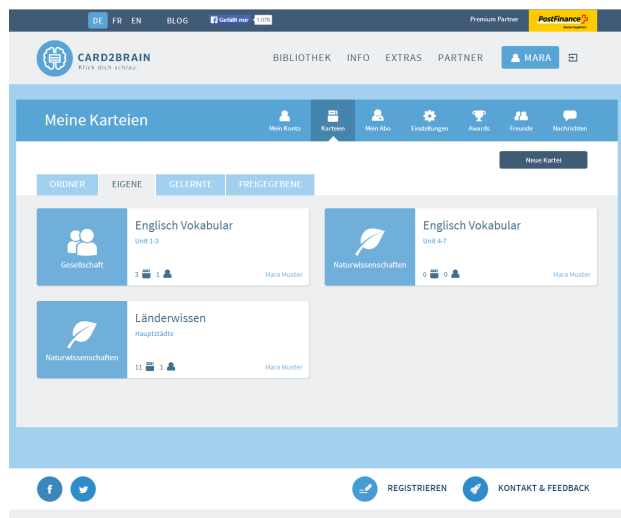 DE FR EN BLOG Gefällt mir 1.078 Premium Partner PostFinance
CARD2BRAIN
Klick dich schlau.
BIBLIOTHEK INFO EXTRAS PARTNER MARA
Meine Karteien
Mein Konto Karteien Mein Abo Einstellungen Awards Freunde Nachrichten
Neue Kartei
ORDNER EIGENE GELERNTE FREIGEGEBENE
Gesellschaft
Englisch Vokabular
Unit 1-3
3 1 Mara Muster
Naturwissenschaften
Englisch Vokabular
Unit 4-7
0 0 Mara Muster
Naturwissenschaften
Länderwissen
Hauptstädte
11 1 Mara Muster
REGISTRIEREN KONTAKT & FEEDBACK